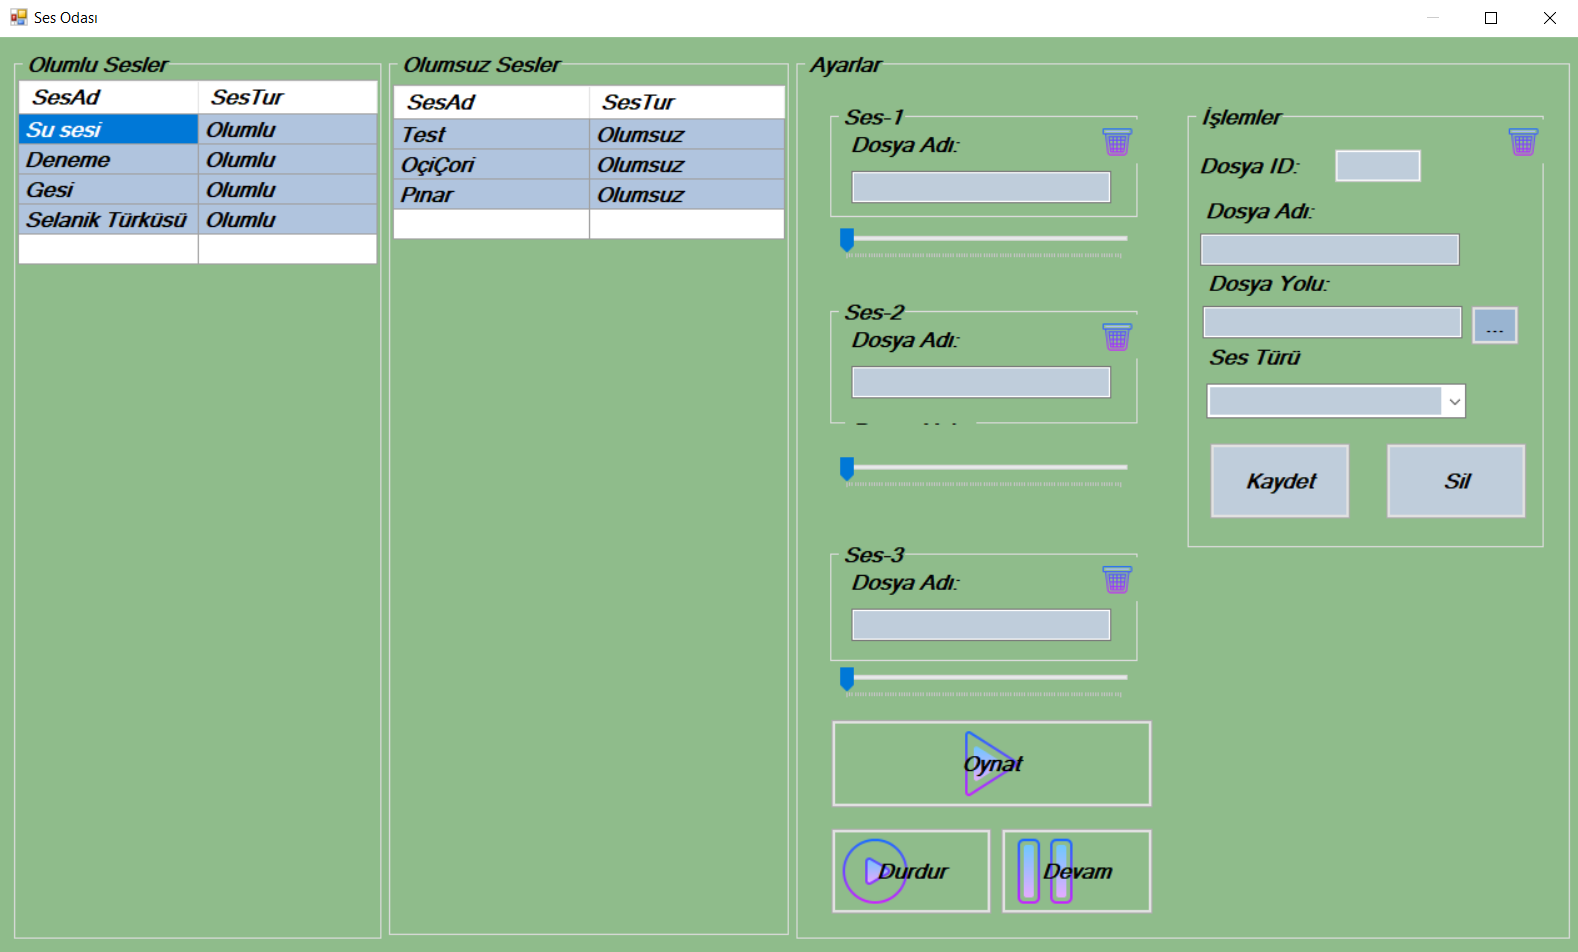 Ses Odası
Olumlu Sesler
SesAd SesTur
Su sesi Olumlu
Deneme Olumlu
Gesi Olumlu
Selanik Türküsü Olumlu
Olumsuz Sesler
SesAd SesTur
Test Olumsuz
OçiÇori Olumsuz
Pınar Olumsuz
Ayarlar
Ses-1
Dosya Adı:
Ses-2
Dosya Adı:
Ses-3
Dosya Adı:
Oynat
Durdur
Devam
İşlemler
Dosya ID:
Dosya Adı:
Dosya Yolu:
...
Ses Türü
Kaydet
Sil